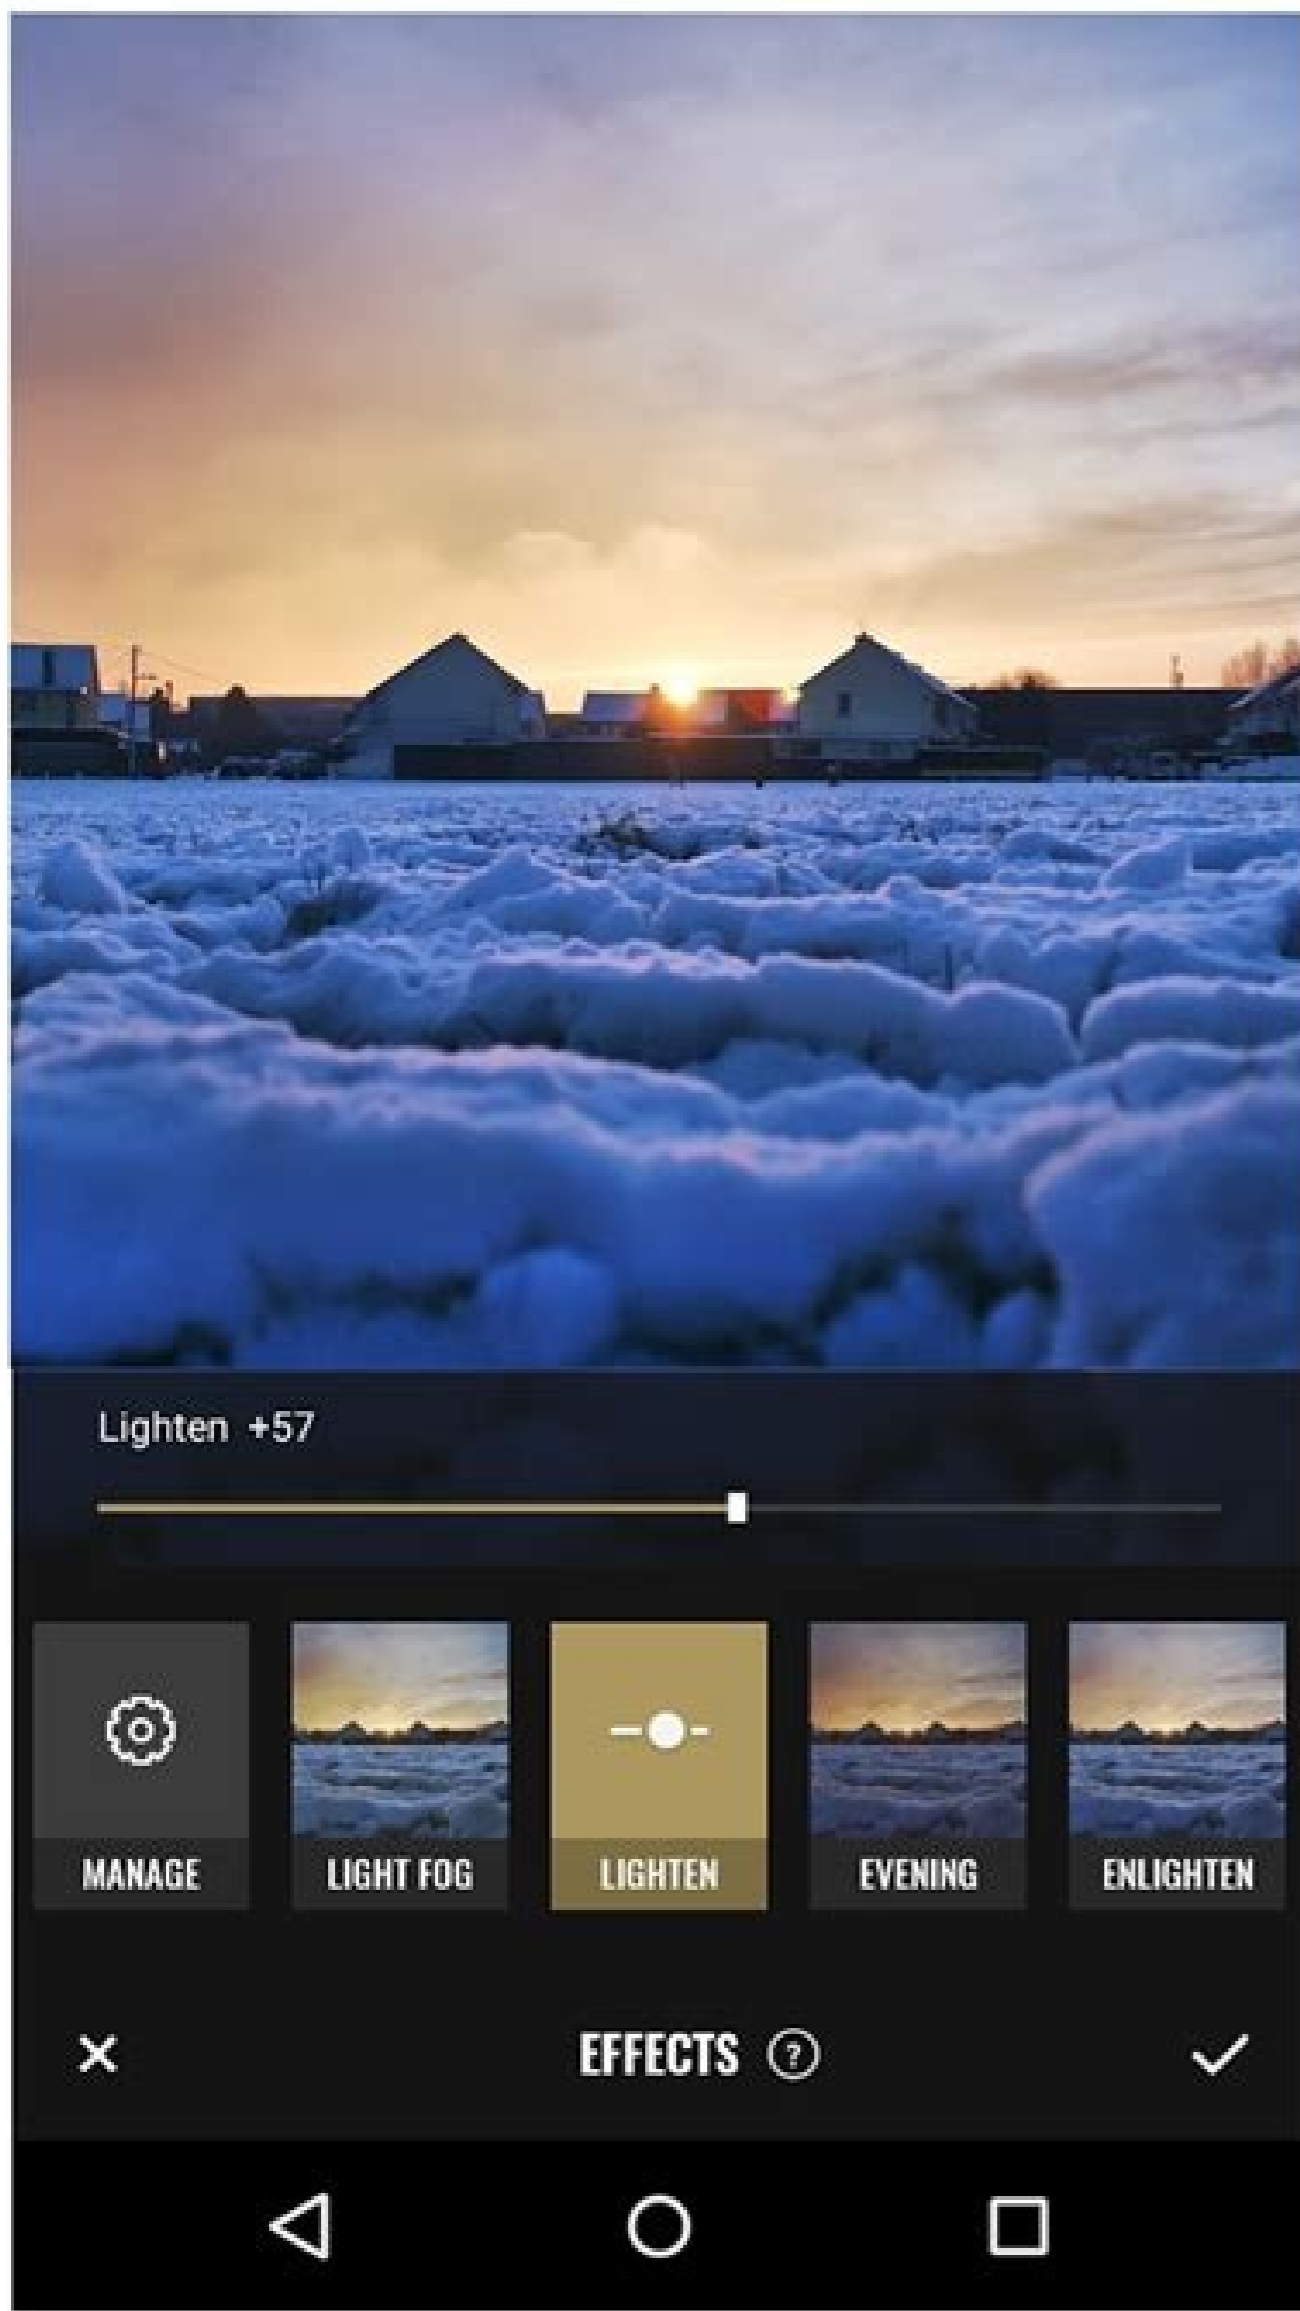 Lighten +57
MANAGE
LIGHT FOG
LIGHTEN
EVENING
ENLIGHTEN
EFFECTS ?